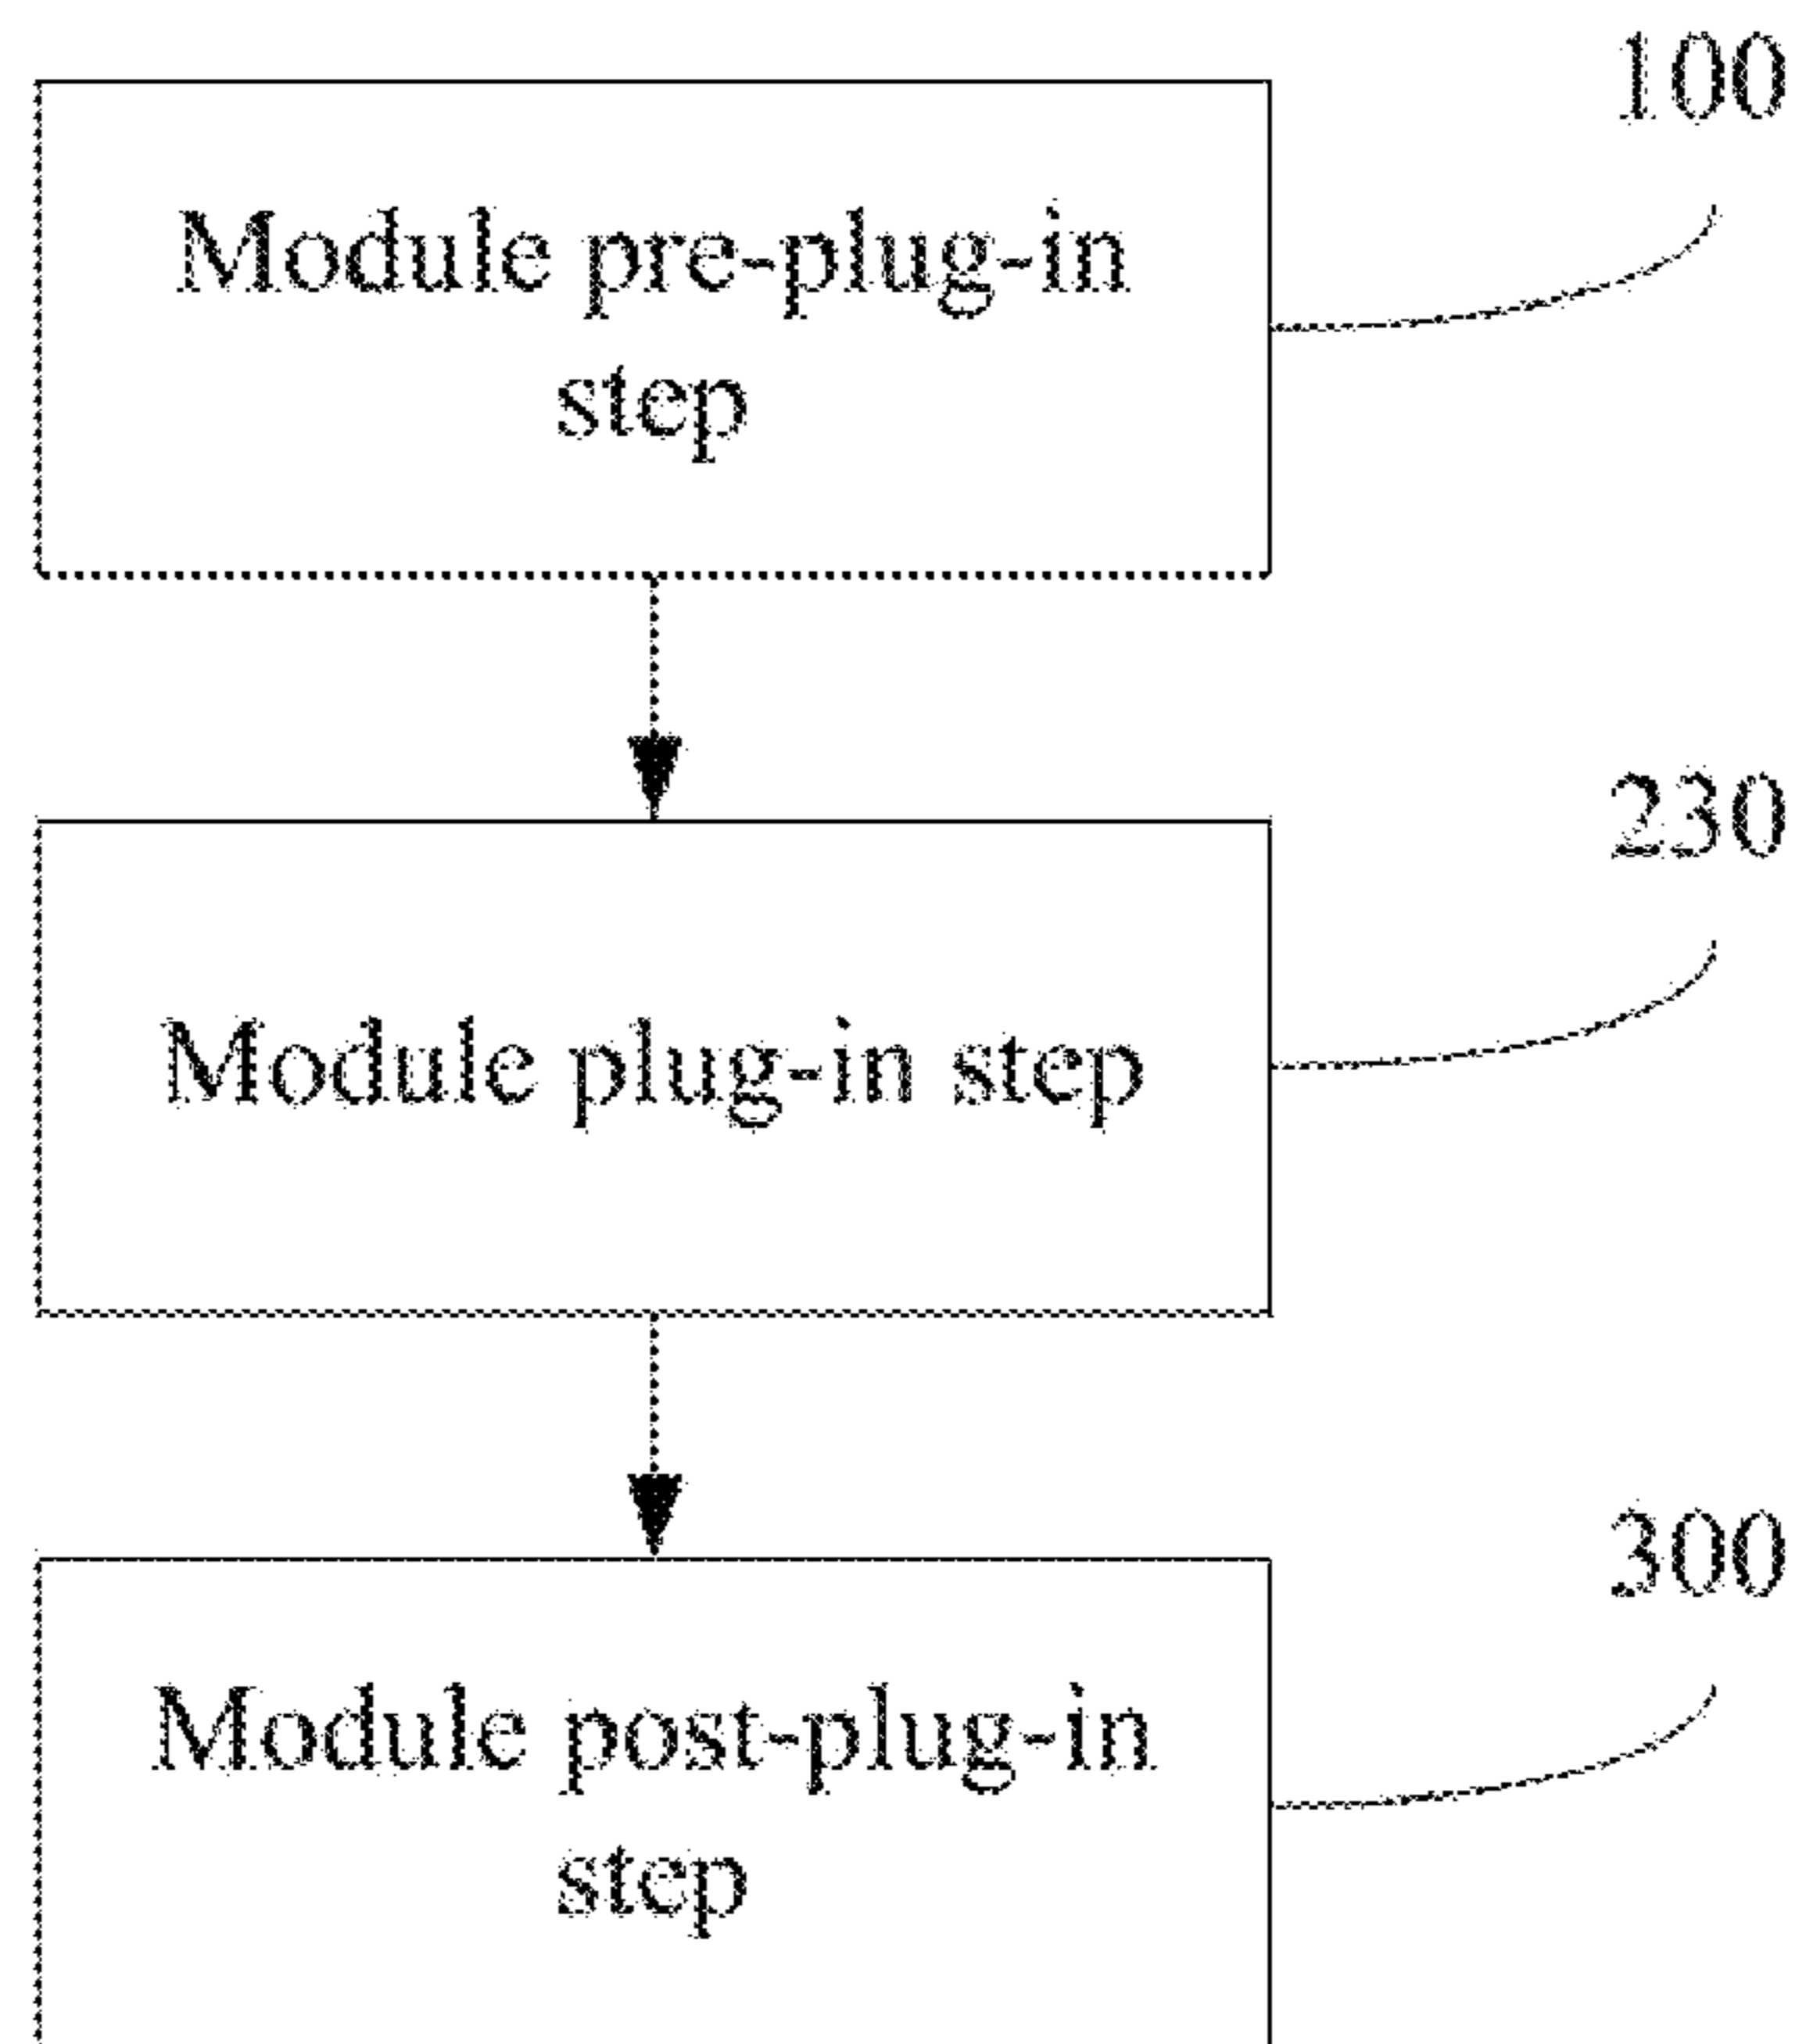 100
Module pre-plug-in
step
230
Module plug-in step
300
Module post-plug-in
step